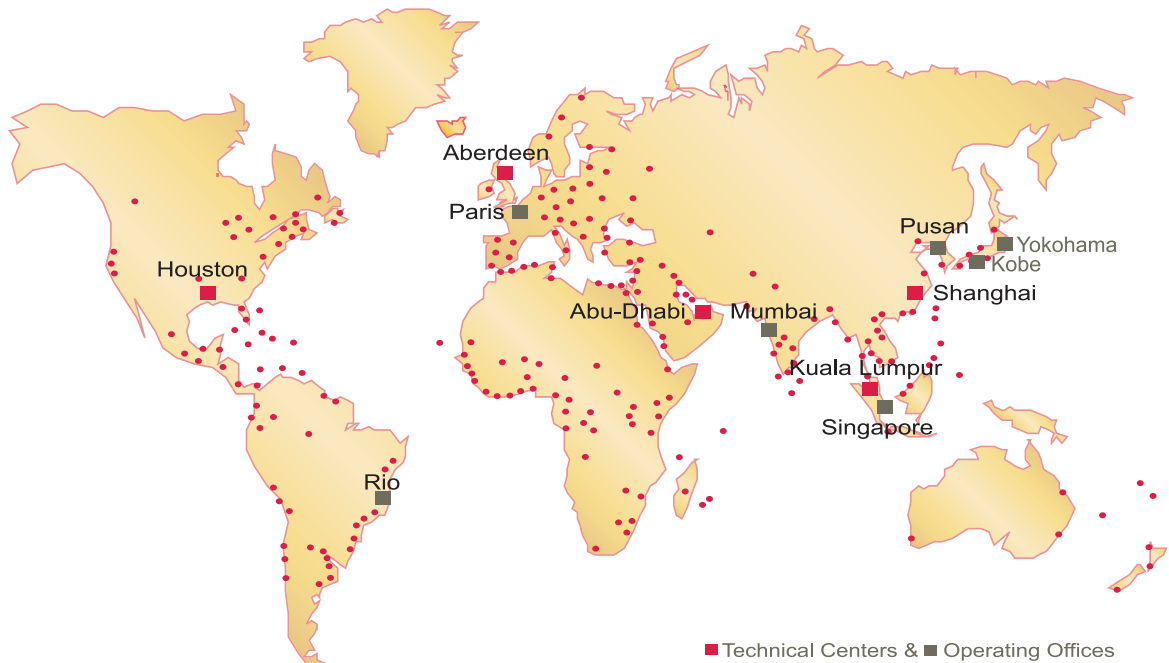 Aberdeen
Paris
Pusan
Yokohama
Kobe
Houston
Shanghai
Abu-Dhabi
Mumbai
Kuala Lumpur
Singapore
Rio
Technical Centers & Operating Offices